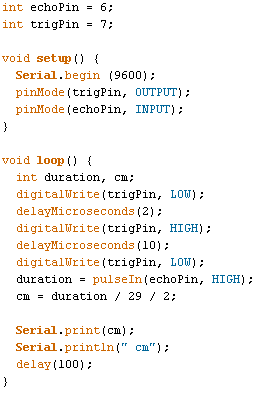 int echoPin = 6;
int trigPin = 7;

void setup() {
  Serial.begin (9600);
  pinMode(trigPin, OUTPUT);
  pinMode(echoPin, INPUT);
}

void loop() {
  int duration, cm;
  digitalWrite(trigPin, LOW);
  delayMicroseconds(2);
  digitalWrite(trigPin, HIGH);
  delayMicroseconds(10);
  digitalWrite(trigPin, LOW);
  duration = pulseIn(echoPin, HIGH);
  cm = duration / 29 / 2;

  Serial.print(cm);
  Serial.println(" cm");
  delay(100);
}